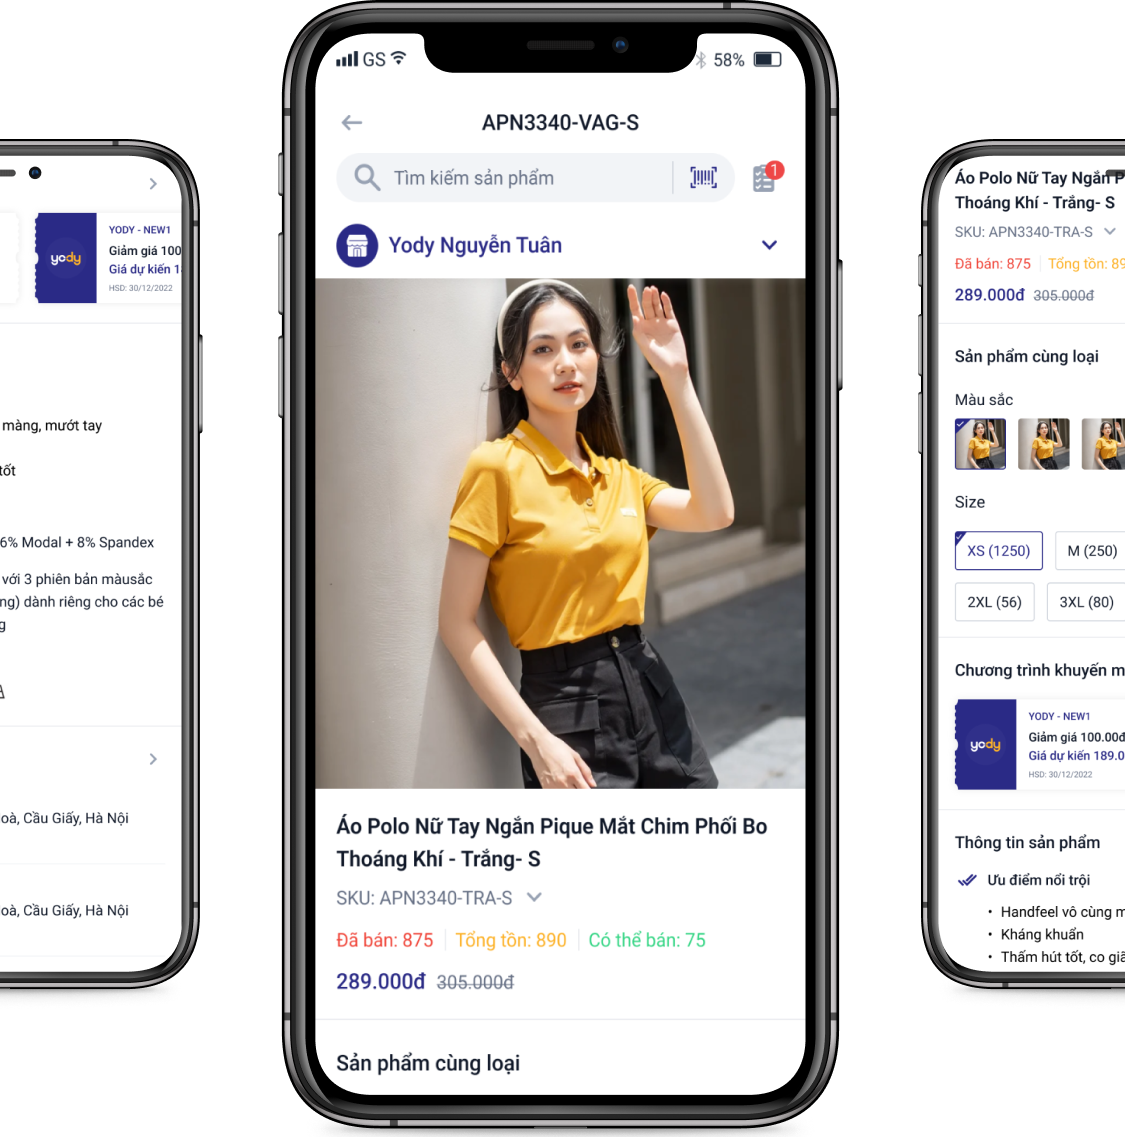 YODY - NEW1
Giảm giá 100
Giá dự kiến 1
HSD: 30/12/2022
yody
màng, mướt tay
tốt
6% Modal + 8% Spandex
với 3 phiên bản màusắc
ng) dành riêng cho các bé
g
oà, Cầu Giấy, Hà Nội
oà, Cầu Giấy, Hà Nội
GS
58%
APN3340-VAG-S
Tìm kiếm sản phẩm
1
Yody Nguyễn Tuân
Áo Polo Nữ Tay Ngắn Pique Mắt Chim Phối Bo
Thoáng Khí - Trắng- S
SKU: APN3340-TRA-S
Đã bán: 875 Tổng tồn: 890 Có thể bán: 75
289.000đ 305.000đ
Sản phẩm cùng loại
Áo Polo Nữ Tay Ngắn P
Thoáng Khí - Trắng- S
SKU: APN3340-TRA-S
Đã bán: 875 Tổng tồn: 89
289.000đ 305.000đ
Sản phẩm cùng loại
Màu sắc
Size
XS (1250) M (250)
2XL (56) 3XL (80)
Chương trình khuyến m
yody
YODY - NEW1
Giảm giá 100.00đ
Giá dự kiến 189.0
HSD: 30/12/2022
Thông tin sản phẩm
Ưu điểm nổi trội
• Handfeel vô cùng m
• Kháng khuẩn
• Thấm hút tốt, co giã